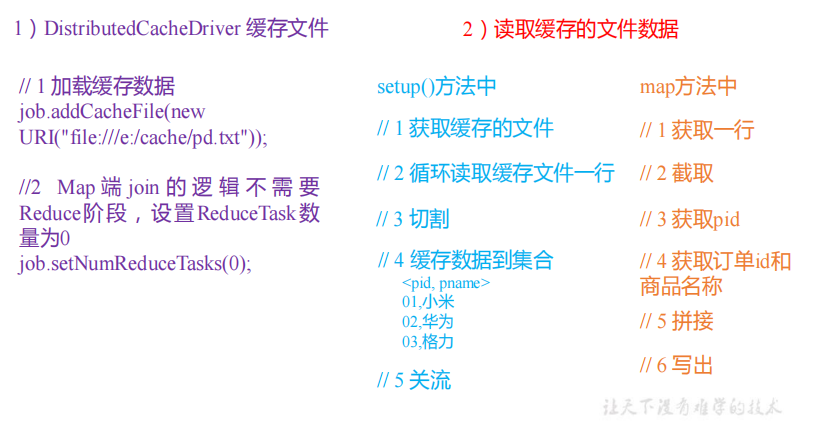 1）DistributedCacheDriver 缓存文件
// 1 加载缓存数据
job.addCacheFile(new
URI("file:///e:/cache/pd.txt"));
//2 Map 端 join 的逻辑不需要
Reduce阶段，设置ReduceTask数
量为0
job.setNumReduceTasks(0);
2）读取缓存的文件数据
setup()方法中
// 1 获取缓存的文件
// 2 循环读取缓存文件一行
// 3 切割
// 4 缓存数据到集合
<pid, pname>
01,小米
02,华为
03,格力
// 5 关流
map方法中
// 1 获取一行
// 2 截取
// 3 获取pid
// 4 获取订单id和
商品名称
// 5 拼接
// 6 写出
让天下没有难学的技术